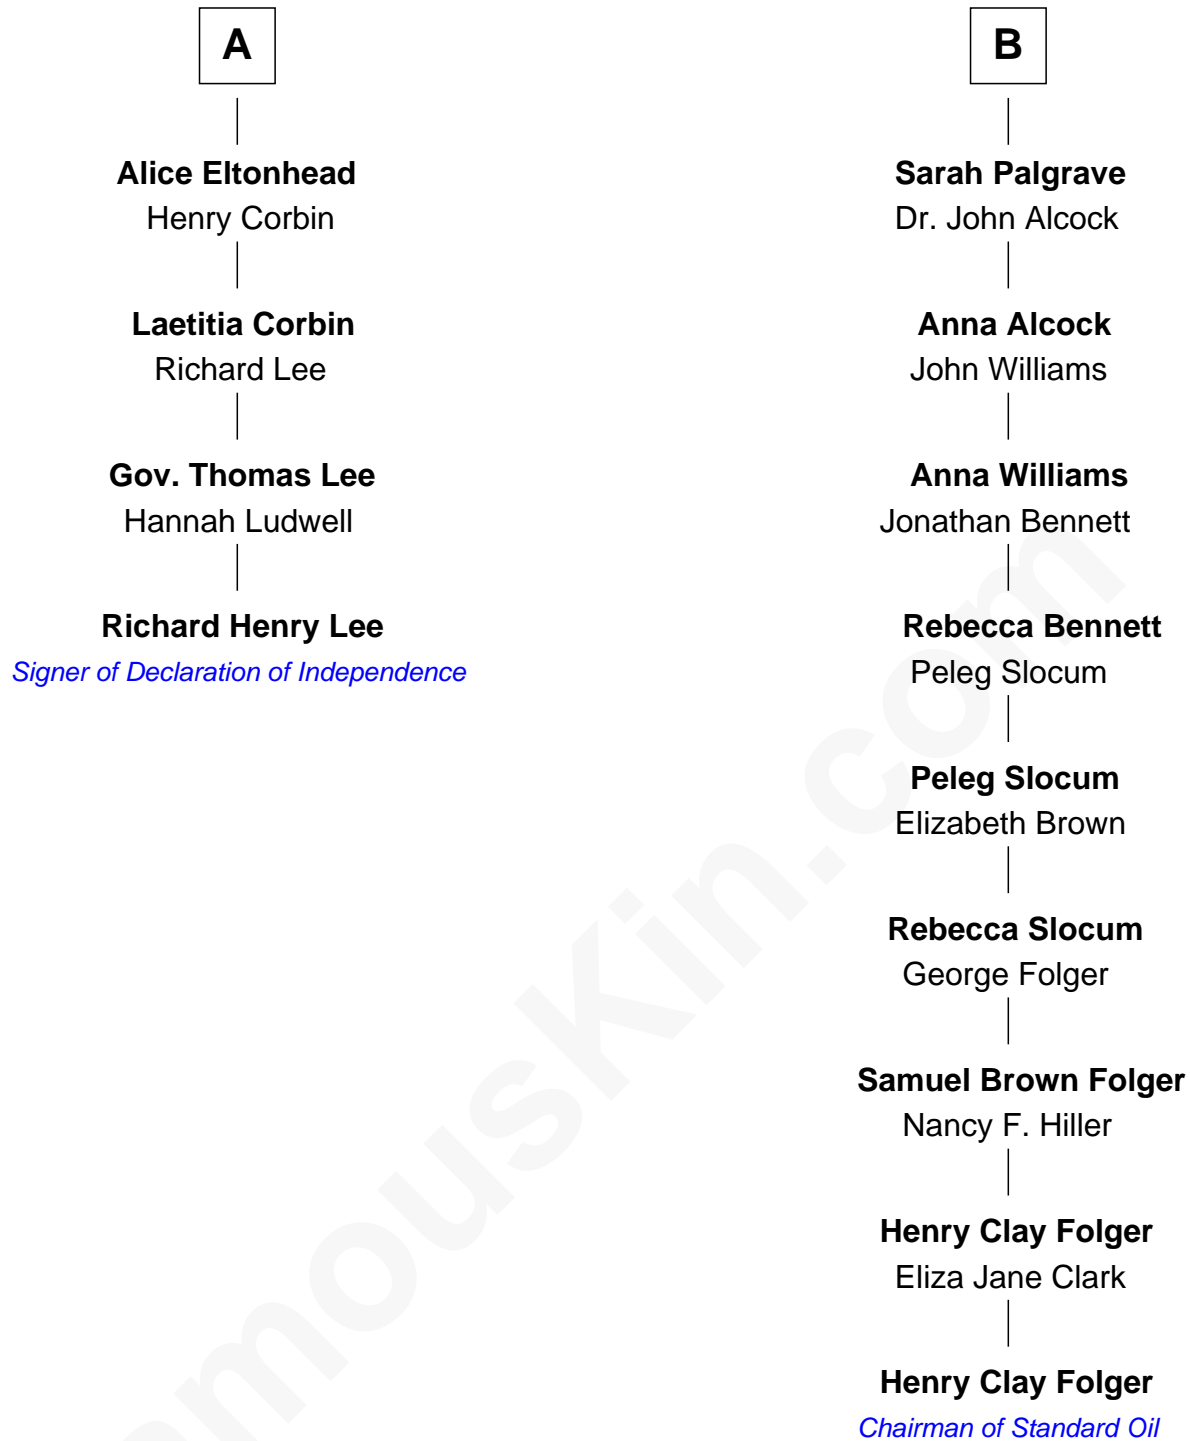 A
Alice Eltonhead
Henry Corbin
Laetitia Corbin
Richard Lee
Gov. Thomas Lee
Hannah Ludwell
Richard Henry Lee
Signer of Declaration of Independence
B
Sarah Palgrave
Dr. John Alcock
Anna Alcock
John Williams
Anna Williams
Jonathan Bennett
Rebecca Bennett
Peleg Slocum
Peleg Slocum
Elizabeth Brown
Rebecca Slocum
George Folger
Samuel Brown Folger
Nancy F. Hiller
Henry Clay Folger
Eliza Jane Clark
Henry Clay Folger
Chairman of Standard Oil
amousKin.com